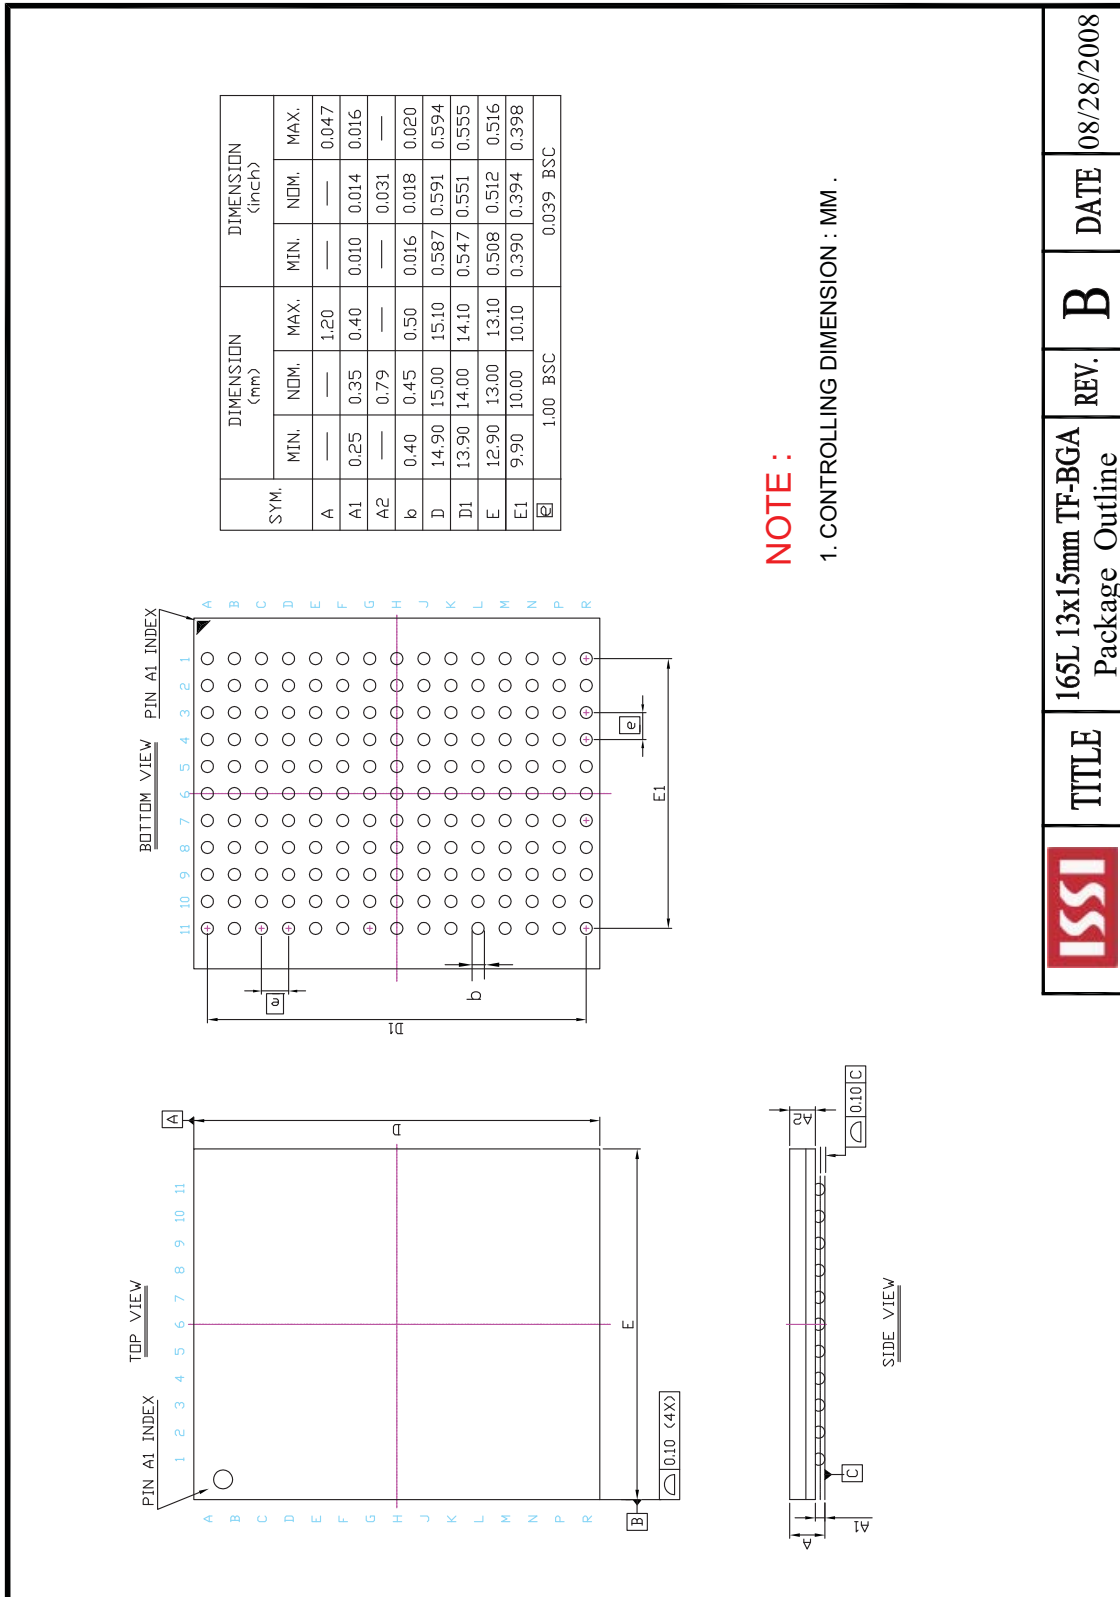 TOP VIEW
PIN A1 INDEX
1 2 3 4 5 6 7 8 9 10 11
A
B
C
D
E
F
G
H
J
K
L
M
N
P
R
A
D
E
B
0.10 (4X)
BOTTOM VIEW
PIN A1 INDEX
11 10 9 8 7 6 5 4 3 2 1
A
B
C
D
E
F
G
H
J
K
L
M
N
P
R
e
D1
b
e
E1
SYM. DIMENSION (mm) DIMENSION (inch)
MIN. NOM. MAX. MIN. NOM. MAX.
A — — 1.20 — — 0.047
A1 0.25 0.35 0.40 0.010 0.014 0.016
A2 — 0.79 — — 0.031 —
b 0.40 0.45 0.50 0.016 0.018 0.020
D 14.90 15.00 15.10 0.587 0.591 0.594
D1 13.90 14.00 14.10 0.547 0.551 0.555
E 12.90 13.00 13.10 0.508 0.512 0.516
E1 9.90 10.00 10.10 0.390 0.394 0.398
e 1.00 BSC 0.039 BSC
A
A1
C
A2
0.10 C
SIDE VIEW
NOTE :
1. CONTROLLING DIMENSION : MM .
ISSI
TITLE
165L 13x15mm TF-BGA
Package Outline
REV.
B
DATE
08/28/2008